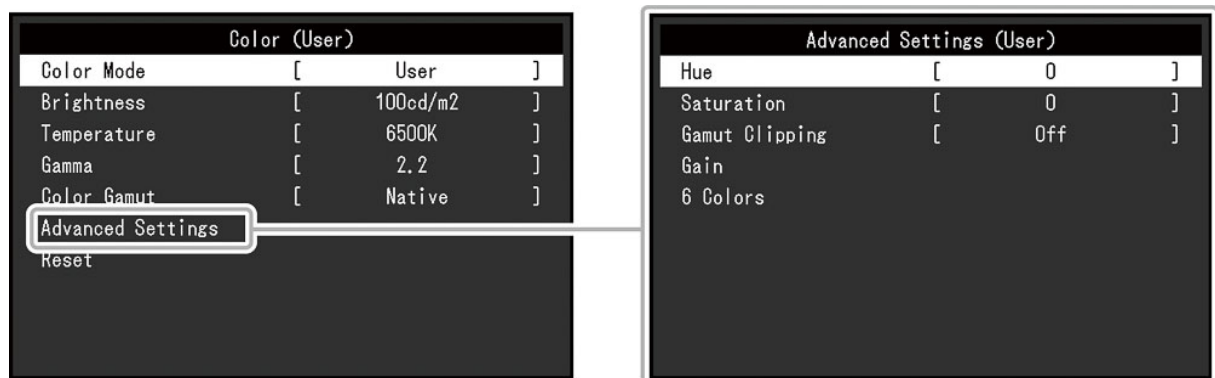 Color (User)
Color Mode [ User ]
Brightness [ 100cd/m2 ]
Temperature [ 6500K ]
Gamma [ 2.2 ]
Color Gamut [ Native ]
Advanced Settings
Reset
Advanced Settings (User)
Hue [ 0 ]
Saturation [ 0 ]
Gamut Clipping [ Off ]
Gain
6 Colors